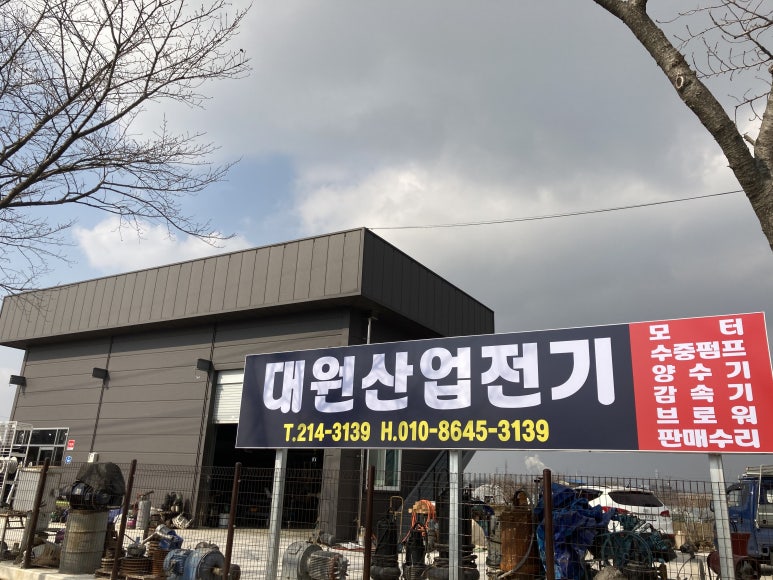 대원산업전기
T.214-3139 H.010-8645-3139
모터
수중펌프
양수기
감속기
브로워
판매수리